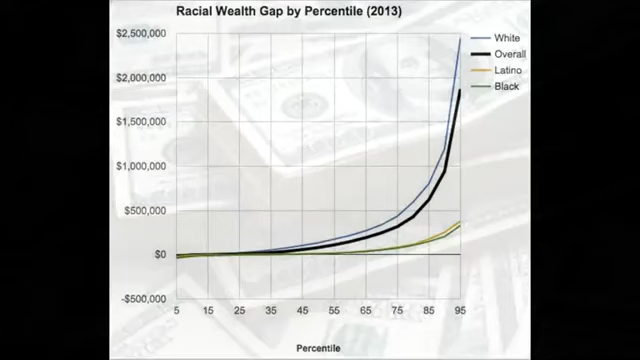 Racial Wealth Gap by Percentile (2013)
$2,500,000
$2,000,000
$1,500,000
$1,000,000
$500,000
$0
-$500,000
5 15 25 35 45 55 65 75 85 95
Percentile
White
Overall
Latino
Black